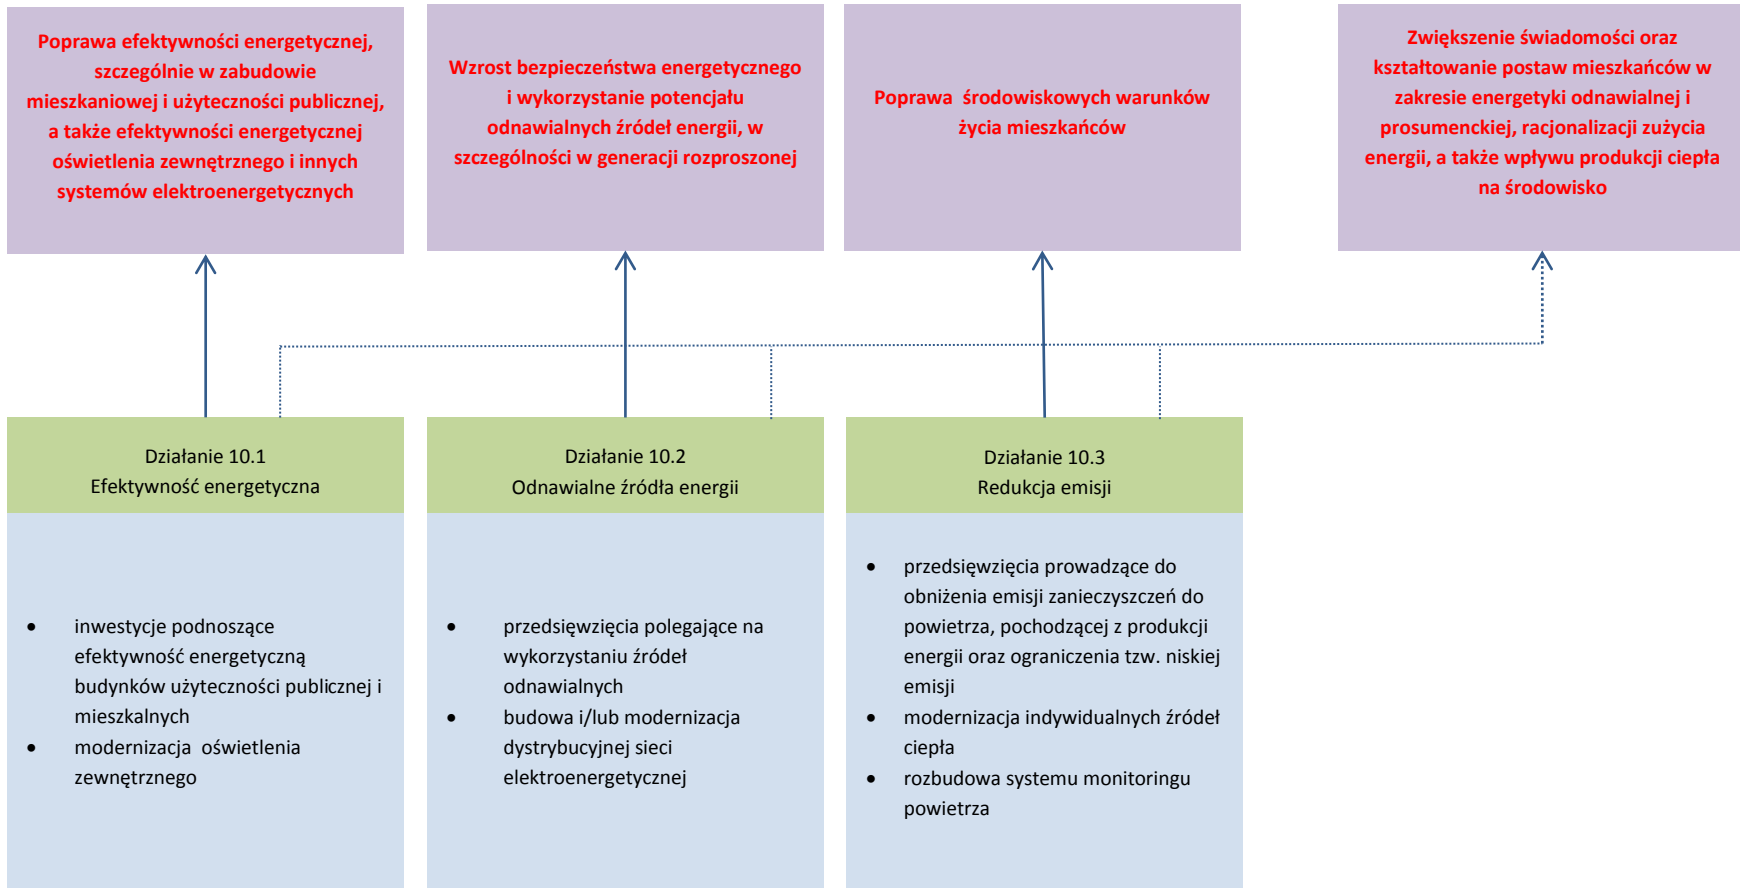 Poprawa efektywności energetycznej,
szczególnie w zabudowie
mieszkaniowej i użyteczności publicznej,
a także efektywności energetycznej
oświetlenia zewnętrznego i innych
systemów elektroenergetycznych
Wzrost bezpieczeństwa energetycznego
i wykorzystanie potencjału
odnawialnych źródeł energii, w
szczególności w generacji rozproszonej
Poprawa środowiskowych warunków
życia mieszkańców
Zwiększenie świadomości oraz
kształtowanie postaw mieszkańców w
zakresie energetyki odnawialnej i
prosumenckiej, racjonalizacji zużycia
energii, a także wpływu produkcji ciepła
na środowisko
Działanie 10.1
Efektywność energetyczna
• inwestycje podnoszące
efektywność energetyczną
budynków użyteczności publicznej i
mieszkalnych
• modernizacja oświetlenia
zewnętrznego
Działanie 10.2
Odnawialne źródła energii
• przedsięwzięcia polegające na
wykorzystaniu źródeł
odnawialnych
• budowa i/lub modernizacja
dystrybucyjnej sieci
elektroenergetycznej
Działanie 10.3
Redukcja emisji
• przedsięwzięcia prowadzące do
obniżenia emisji zanieczyszczeń do
powietrza, pochodzącej z produkcji
energii oraz ograniczenia tzw. niskiej
emisji
• modernizacja indywidualnych źródeł
ciepła
• rozbudowa systemu monitoringu
powietrza